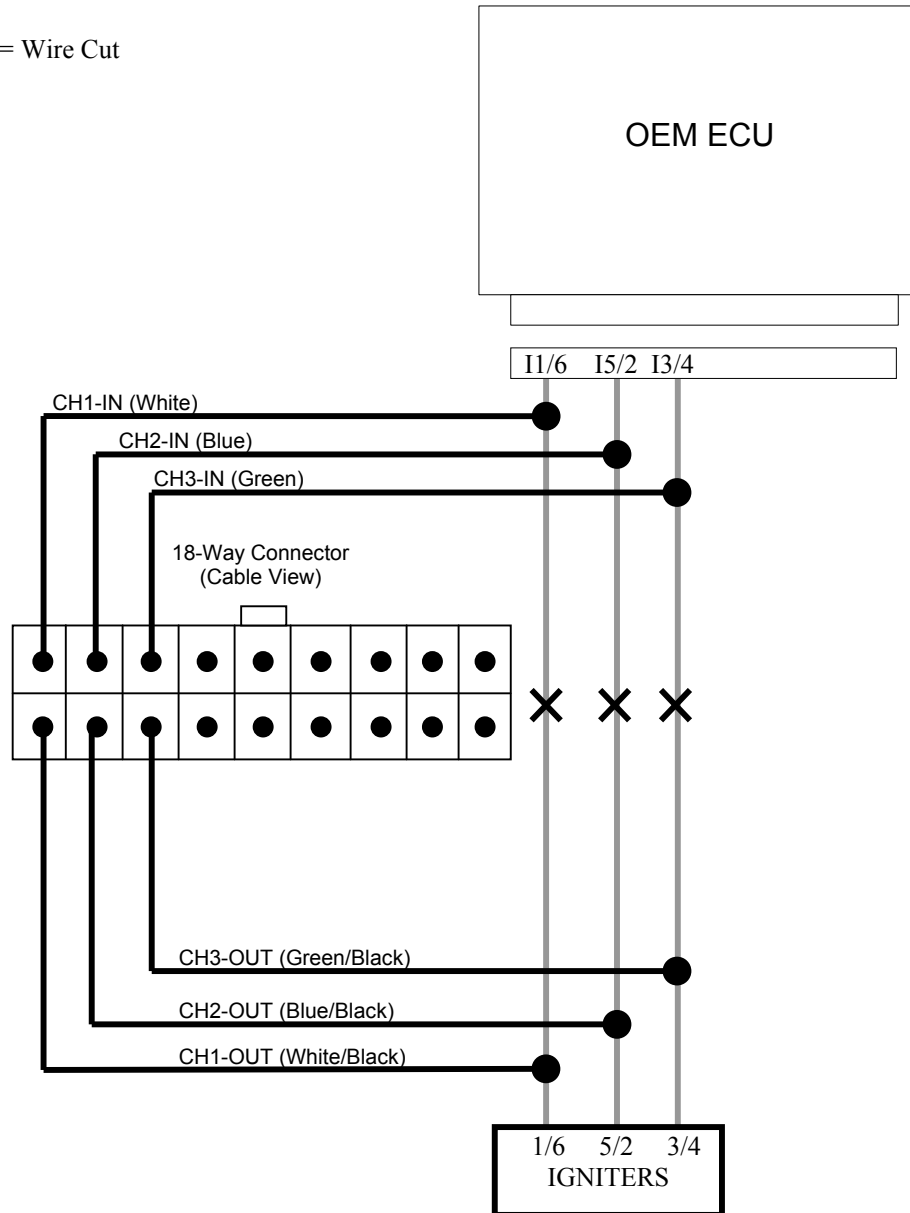 = Wire Cut
OEM ECU
I1/6 I5/2 I3/4
CH1-IN (White)
CH2-IN (Blue)
CH3-IN (Green)
18-Way Connector
(Cable View)
CH3-OUT (Green/Black)
CH2-OUT (Blue/Black)
CH1-OUT (White/Black)
1/6 5/2 3/4
IGNITERS